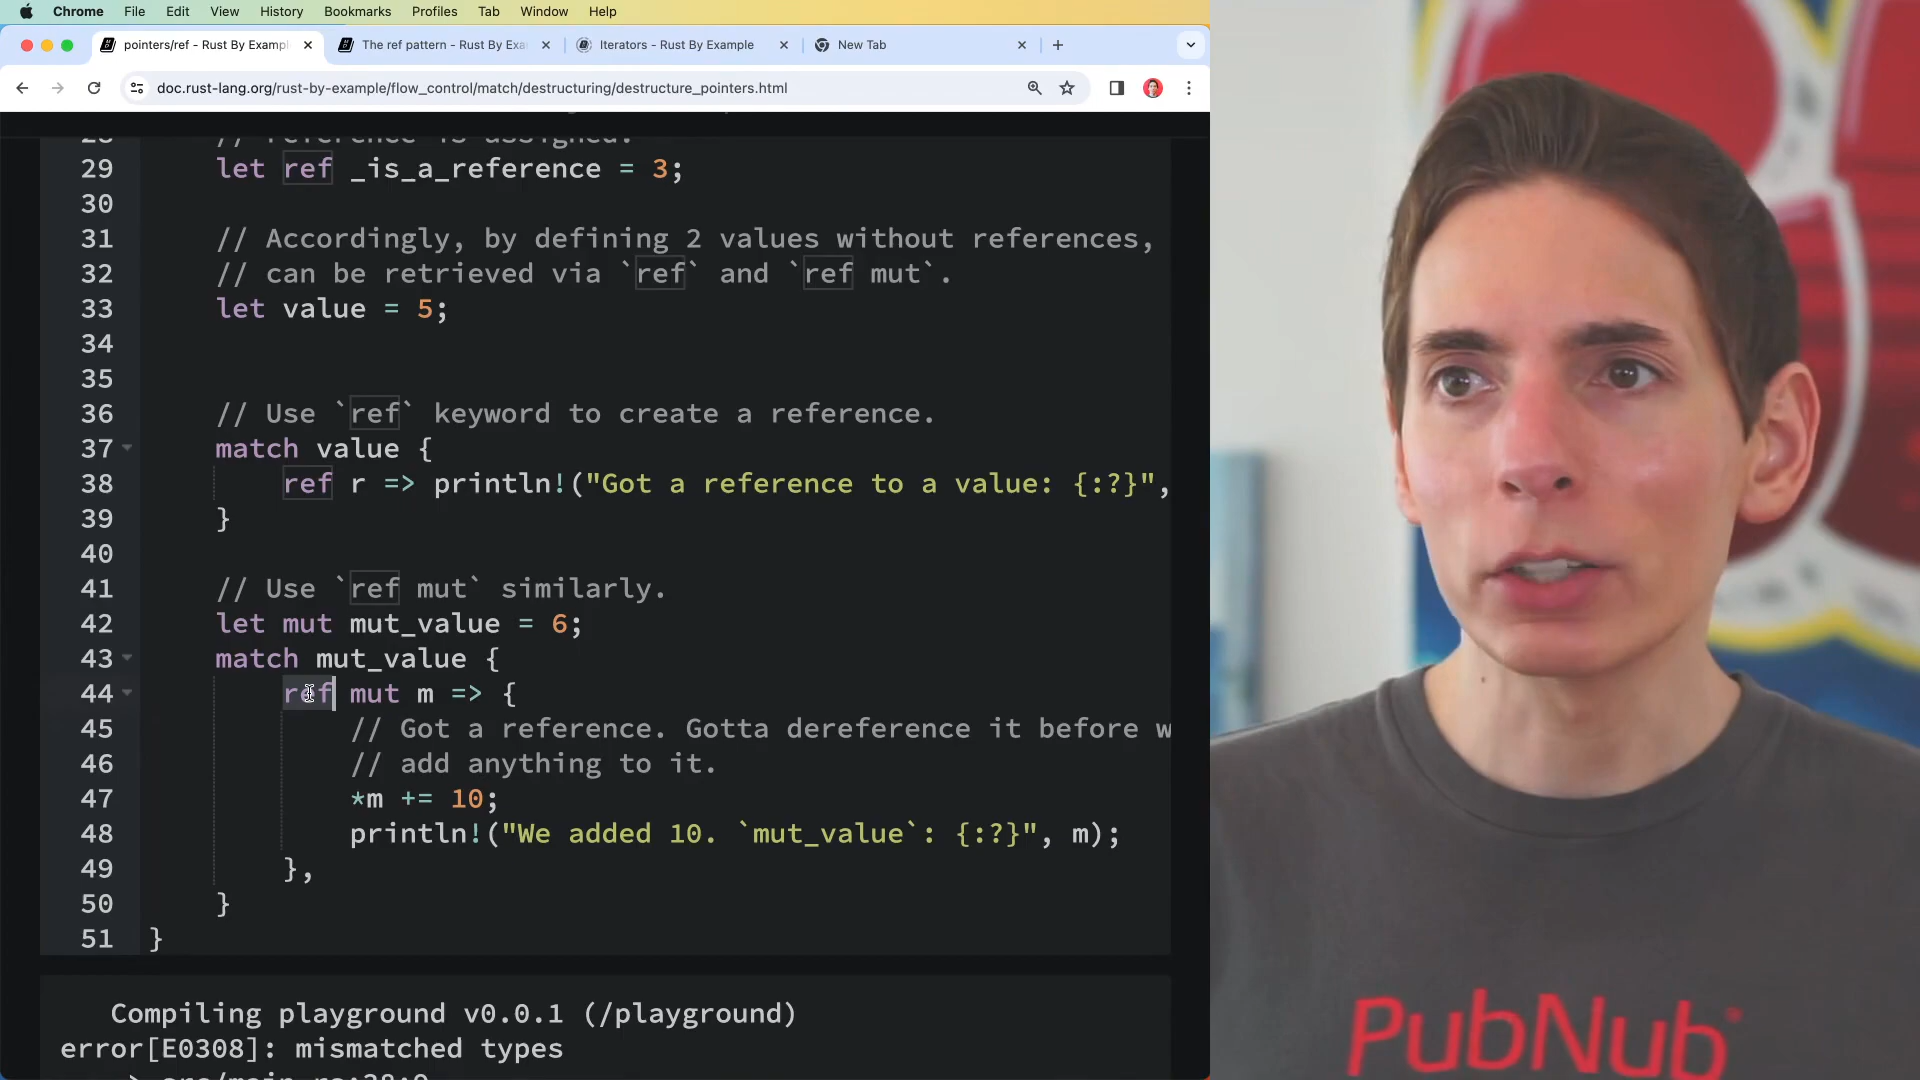 Chrome File Edit View History Bookmarks Profiles Tab Window Help
pointers/ref - Rust By Example
The ref pattern - Rust By Exa
Iterators - Rust By Example
New Tab
doc.rust-lang.org/rust-by-example/flow_control/match/destructuring/destructure_pointers.html
28 // reference is assigned.
29 let ref _is_a_reference = 3;
30
31 // Accordingly, by defining 2 values without references,
32 // can be retrieved via `ref` and `ref mut`.
33 let value = 5;
34
35
36 // Use `ref` keyword to create a reference.
37 match value {
38 ref r => println!("Got a reference to a value: {:?}",
39 }
40
41 // Use `ref mut` similarly.
42 let mut mut_value = 6;
43 match mut_value {
44 ref mut m => {
45 // Got a reference. Gotta dereference it before w
46 // add anything to it.
47 *m += 10;
48 println!("We added 10. `mut_value`: {:?}", m);
49 },
50 }
51 }
Compiling playground v0.0.1 (/playground)
error[E0308]: mismatched types
PubNub